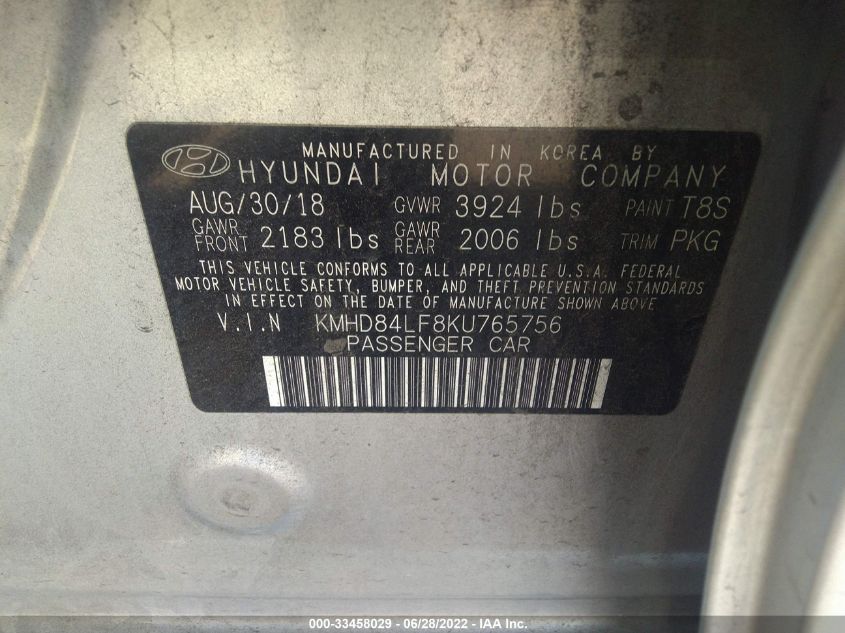 MANUFACTURED IN KOREA BY
HYUNDAI MOTOR COMPANY
AUG/30/18 GVWR 3924 lbs PAINT T8S
GAWR FRONT 2183 lbs GAWR REAR 2006 lbs TRIM PKG
THIS VEHICLE CONFORMS TO ALL APPLICABLE U.S.A. FEDERAL
MOTOR VEHICLE SAFETY, BUMPER, AND THEFT PREVENTION STANDARDS
IN EFFECT ON THE DATE OF MANUFACTURE SHOWN ABOVE
V.I.N KMHD84LF8KU765756
PASSENGER CAR
000-33458029 - 06/28/2022 - IAA Inc.